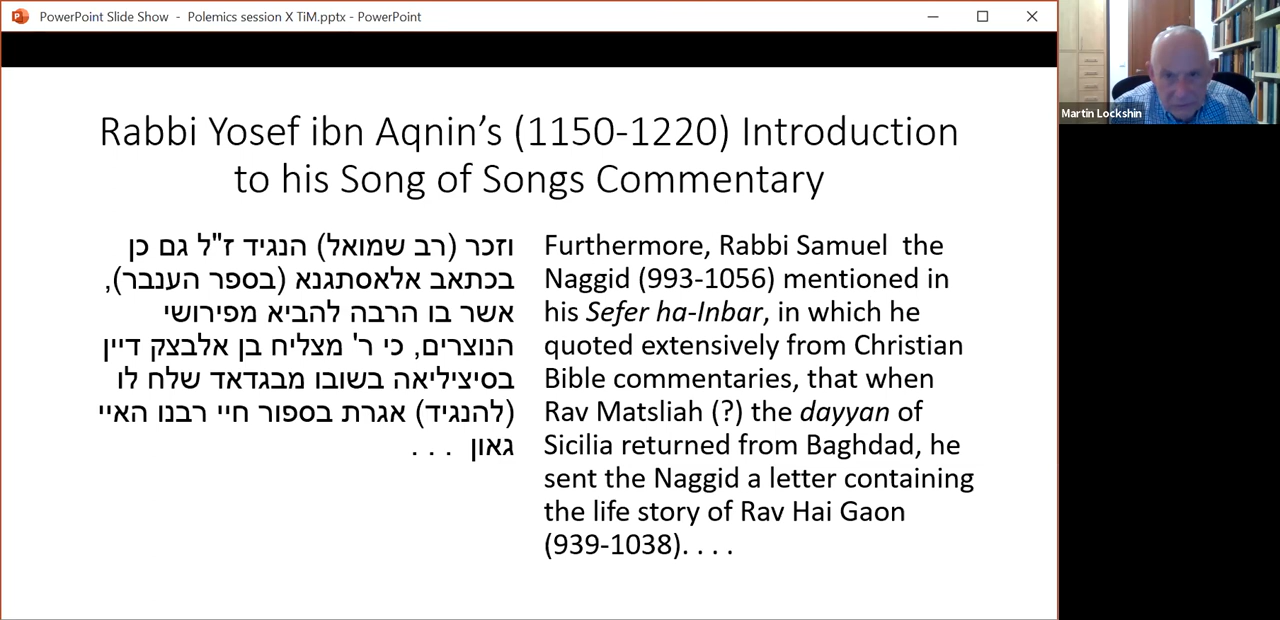 PowerPoint Slide Show - Polemics session X TiM.pptx - PowerPoint
Martin Lockshin
Rabbi Yosef ibn Aqnin’s (1150-1220) Introduction
to his Song of Songs Commentary
וזכר (רב שמואל) הנגיד ז"ל גם כן
בכתאב אלאסתגנא (בספר הענבר),
אשר בו הרבה להביא מפירושי
הנוצרים, כי ר' מצליח בן אלבצק דיין
בסיציליאה בשובו מבגדאד שלח לו
(להנגיד) אגרת בספור חיי רבנו האיי
גאון . . .
Furthermore, Rabbi Samuel the
Naggid (993-1056) mentioned in
his Sefer ha-Inbar, in which he
quoted extensively from Christian
Bible commentaries, that when
Rav Matsliah (?) the dayyan of
Sicilia returned from Baghdad, he
sent the Naggid a letter containing
the life story of Rav Hai Gaon
(939-1038). . . .